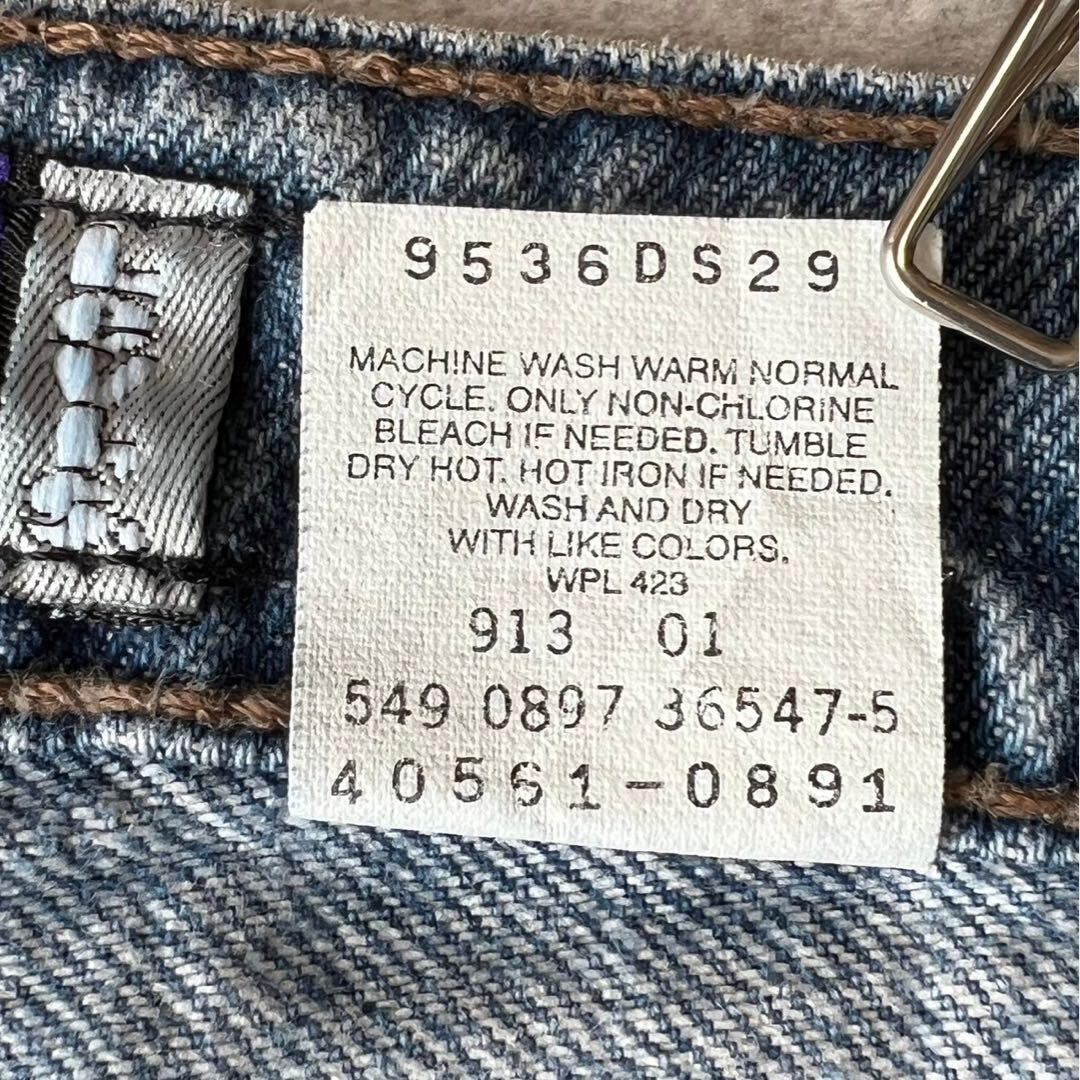 9536DS29
MACHINE WASH WARM NORMAL
CYCLE. ONLY NON-CHLORINE
BLEACH IF NEEDED. TUMBLE
DRY HOT. HOT IRON IF NEEDED.
WASH AND DRY
WITH LIKE COLORS.
WPL 423
913 01
549 0897 36547-5
40561-0891